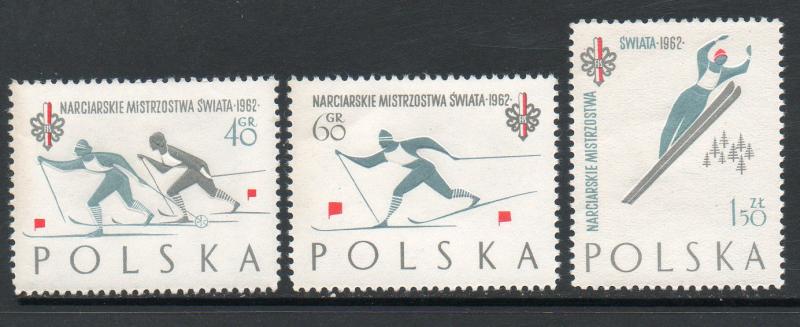 NARCIARSKIE MISTRZOSTWA ŚWIATA·1962·
40 GR.
POLSKA
NARCIARSKIE MISTRZOSTWA ŚWIATA·1962·
60 GR.
POLSKA
NARCIARSKIE MISTRZOSTWA
ŚWIATA·1962·
1 50 ZŁ
POLSKA